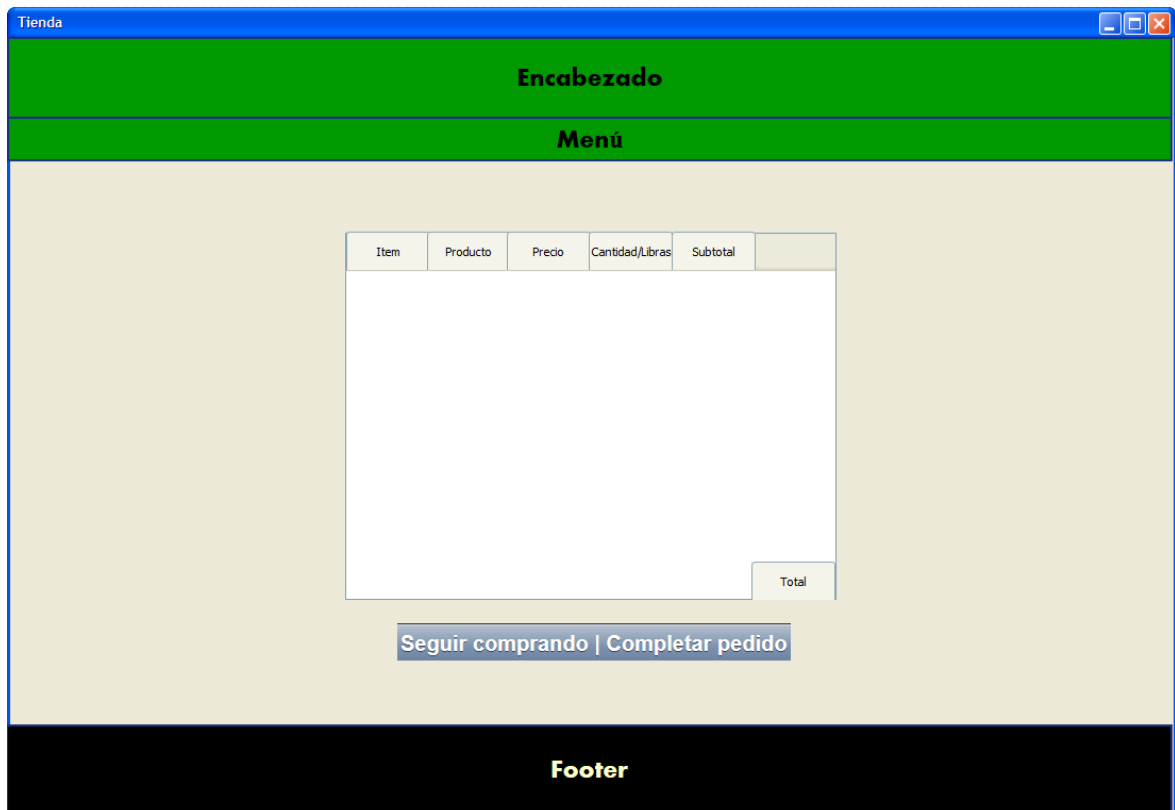 Tienda
Encabezado
Menú
Item Producto Precio Cantidad/Libras Subtotal
Total
Seguir comprando | Completar pedido
Footer